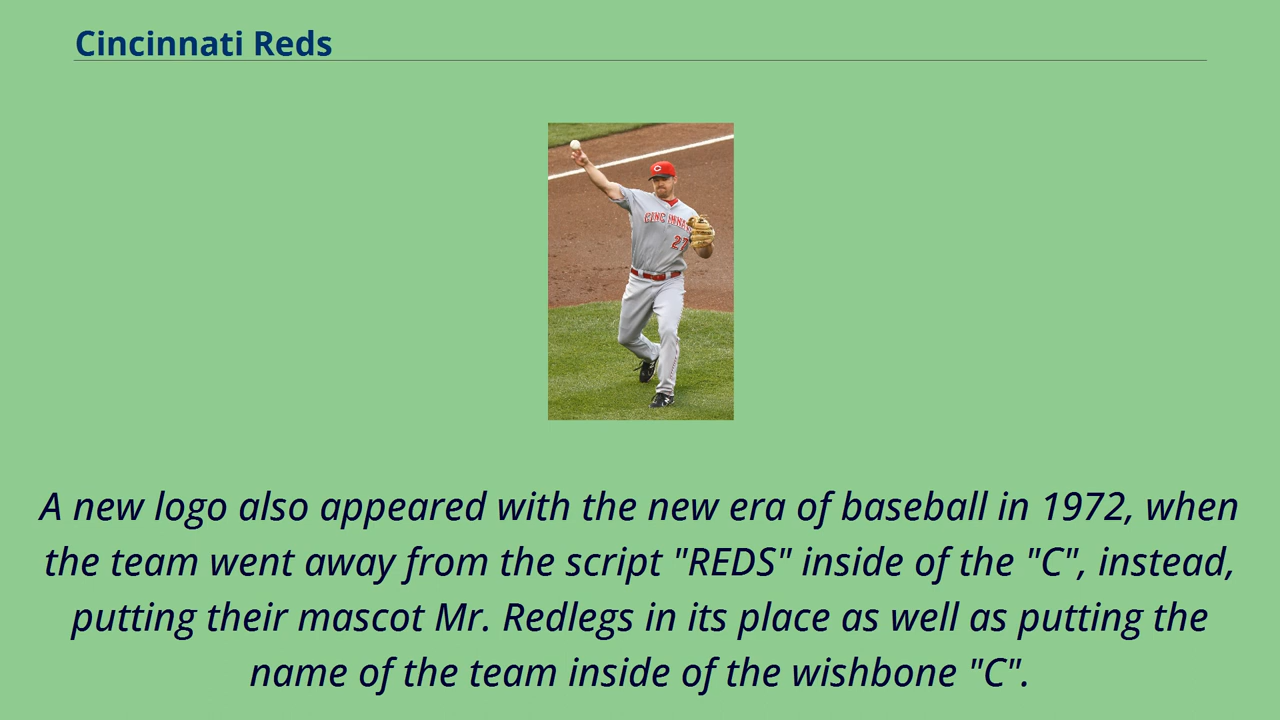 Cincinnati Reds
C
CINCINNATI
27
A new logo also appeared with the new era of baseball in 1972, when
the team went away from the script "REDS" inside of the "C", instead,
putting their mascot Mr. Redlegs in its place as well as putting the
name of the team inside of the wishbone "C".